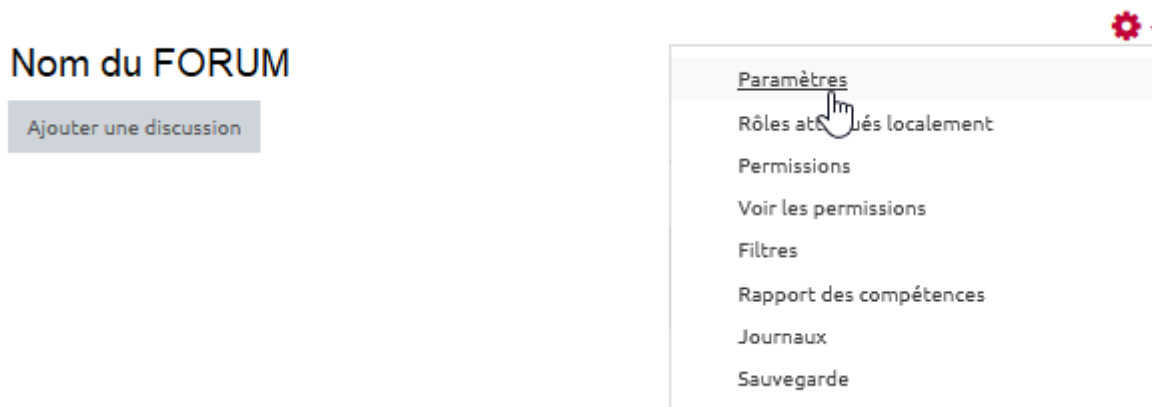 Nom du FORUM
Ajouter une discussion
Paramètres
Rôles localement
Permissions
Voir les permissions
Filtres
Rapport des compétences
Journaux
Sauvegarde